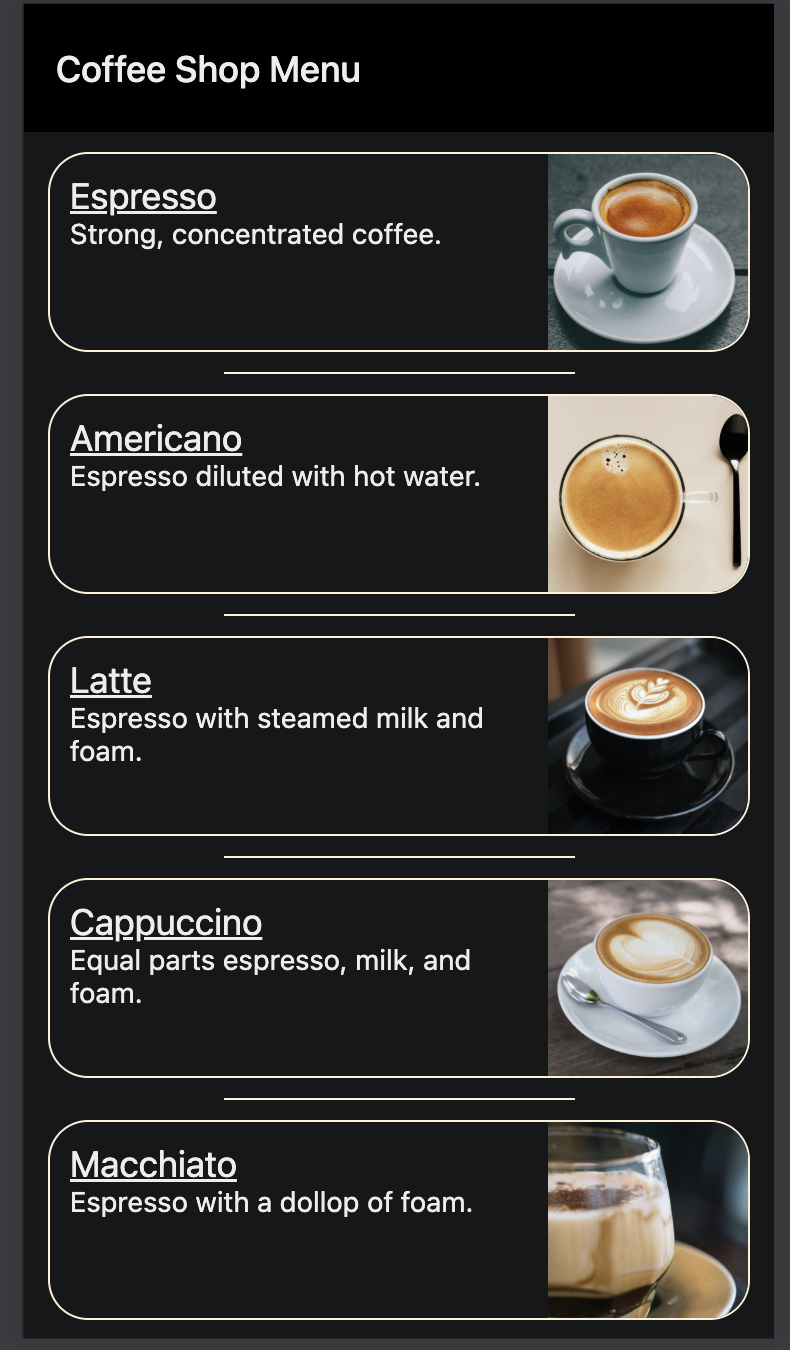 Coffee Shop Menu
Espresso
Strong, concentrated coffee.
Americano
Espresso diluted with hot water.
Latte
Espresso with steamed milk and
foam.
Cappuccino
Equal parts espresso, milk, and
foam.
Macchiato
Espresso with a dollop of foam.